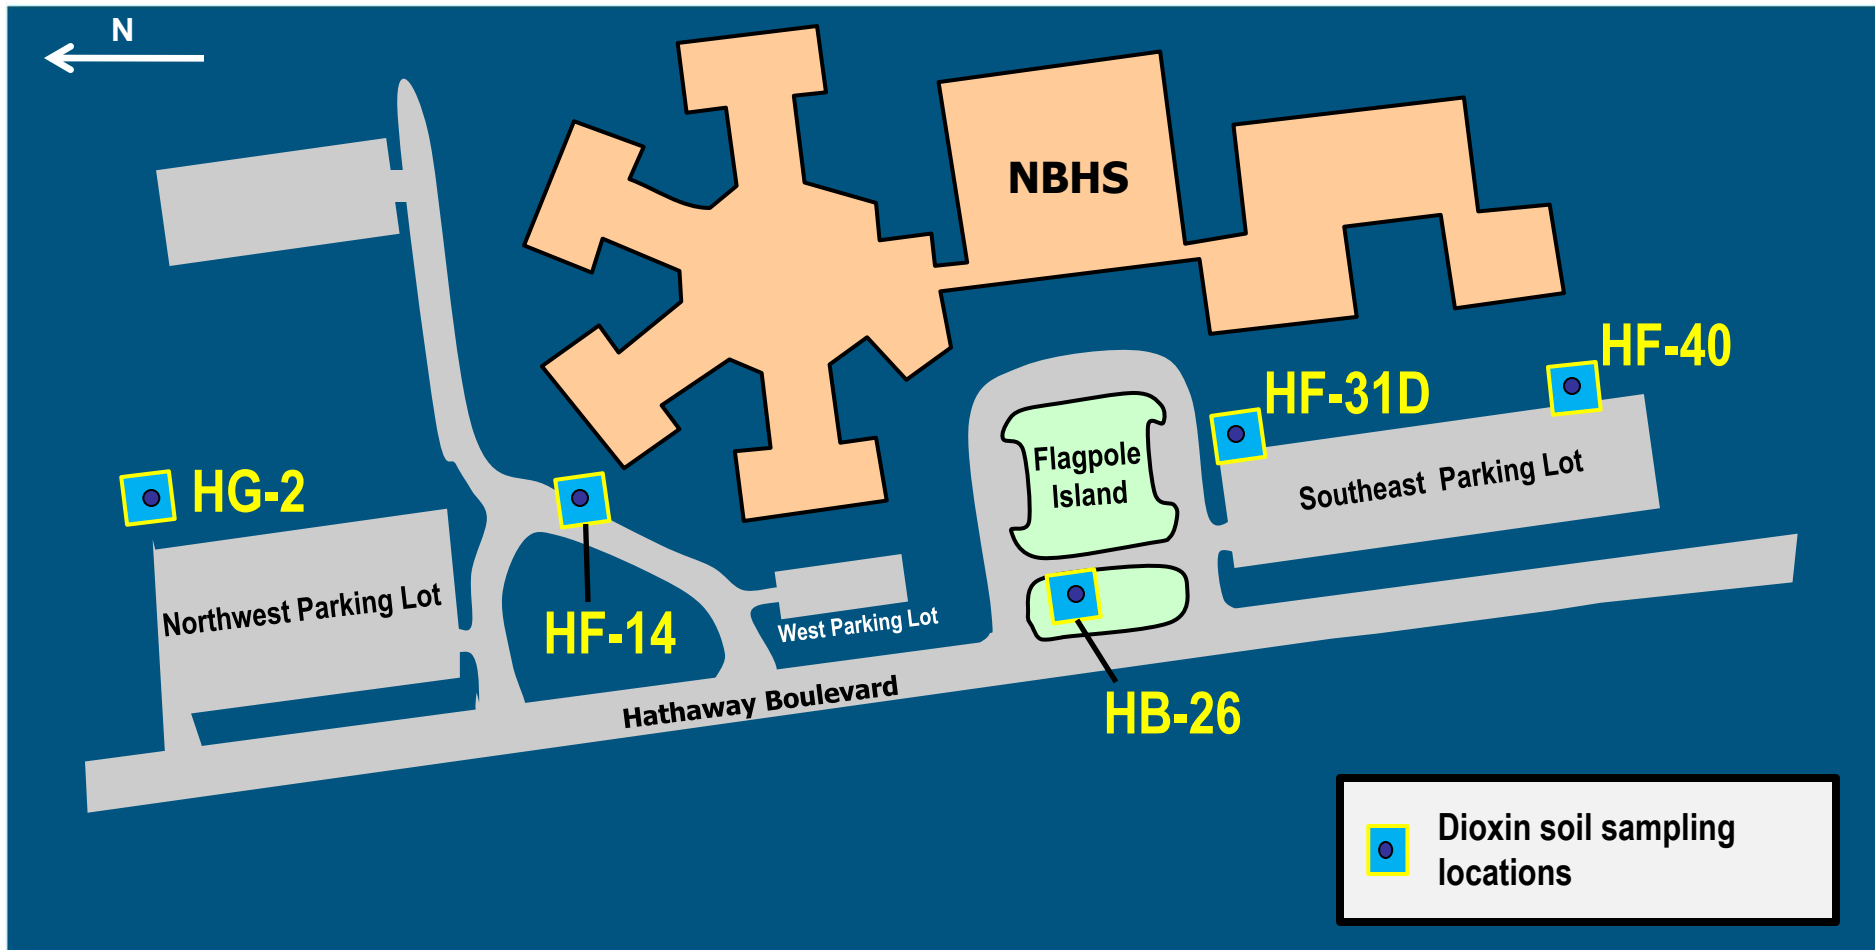 N
NBHS
HF-40
HF-31D
Flagpole
Island
Southeast Parking Lot
HG-2
Northwest Parking Lot
HF-14
West Parking Lot
Hathaway Boulevard
HB-26
Dioxin soil sampling
locations